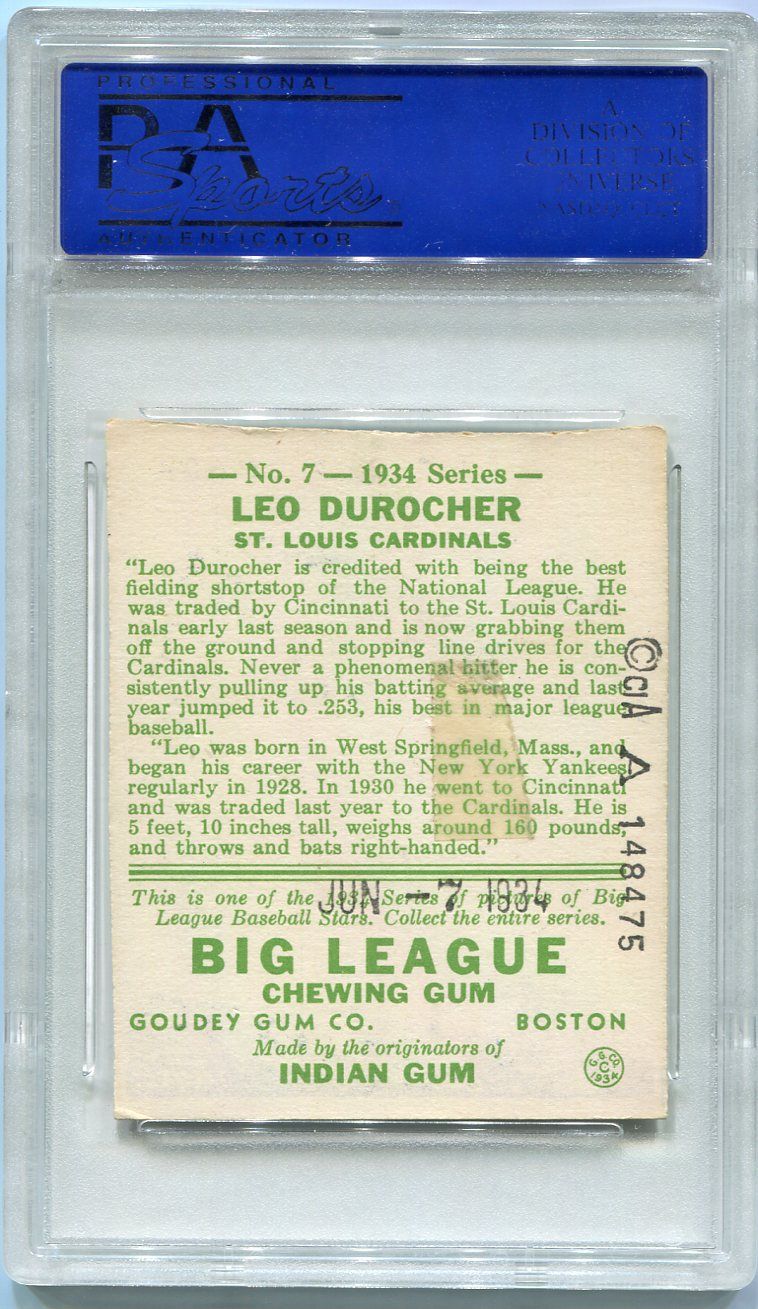 PROFESSIONAL
PSA
Sports
AUTHENTICATOR
A
DIVISION OF
COLLECTORS
UNIVERSE
NASDAQ: CLCT
— No. 7 — 1934 Series —
LEO DUROCHER
ST. LOUIS CARDINALS
"Leo Durocher is credited with being the best
fielding shortstop of the National League. He
was traded by Cincinnati to the St. Louis Cardi-
nals early last season and is now grabbing them
off the ground and stopping line drives for the
Cardinals. Never a phenomenal hitter he is con-
sistently pulling up his batting average and last
year jumped it to .253, his best in major league
baseball.
"Leo was born in West Springfield, Mass., and
began his career with the New York Yankees
regularly in 1928. In 1930 he went to Cincinnati
and was traded last year to the Cardinals. He is
5 feet, 10 inches tall, weighs around 160 pounds,
and throws and bats right-handed."
©ClA A 148475
This is one of the 1934 Series of pictures of Big
League Baseball Stars. Collect the entire series.
JUN -7 1934
BIG LEAGUE
CHEWING GUM
GOUDEY GUM CO. BOSTON
Made by the originators of
INDIAN GUM
G. G. CO.
C
1934